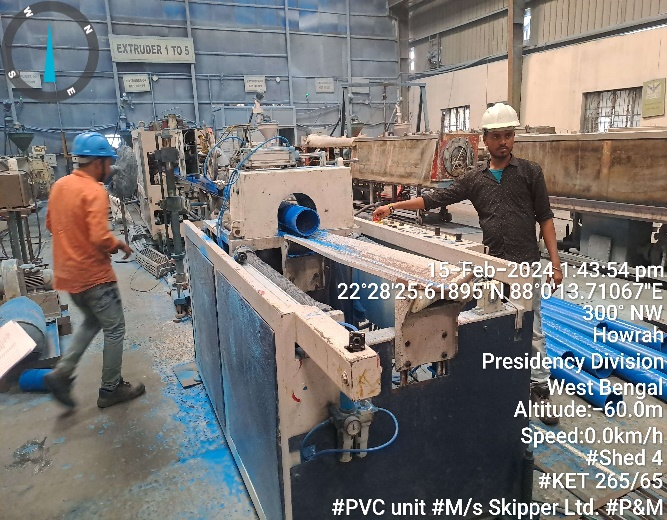 N
W
S
E
EXTRUDER 1 TO 5
15-Feb-2024 1:43:54 pm
22°28'25.61895"N 88°0'13.71067"E
300° NW
Howrah
Presidency Division
West Bengal
Altitude:-60.0m
Speed:0.0km/h
#Shed 4
#KET 265/65
#PVC unit #M/s Skipper Ltd. #P&M